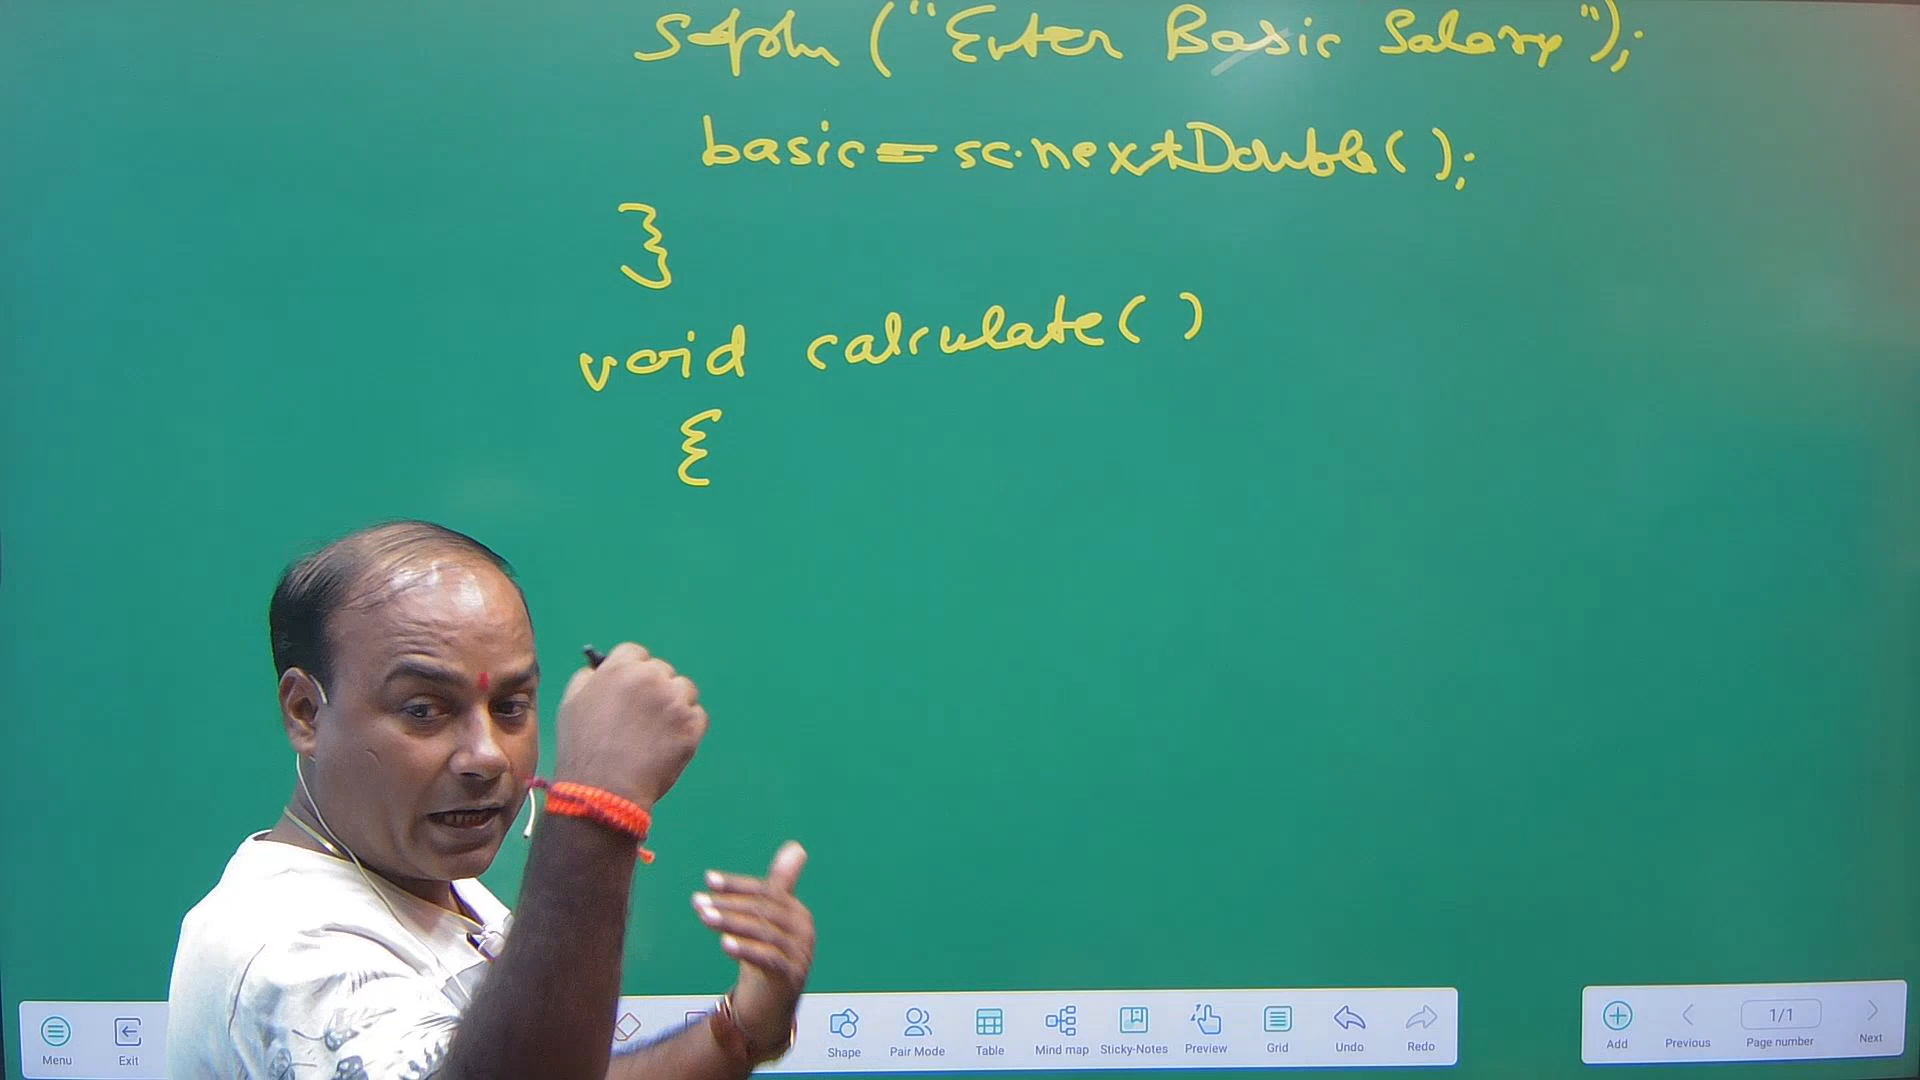 Sopln ("Enter Basic Salary");
basic=sc.nextDouble();
}
void calculate()
{
Menu Exit Shape Pair Mode Table Mind map Sticky-Notes Preview Grid Undo Redo Add Previous 1/1 Page number Next